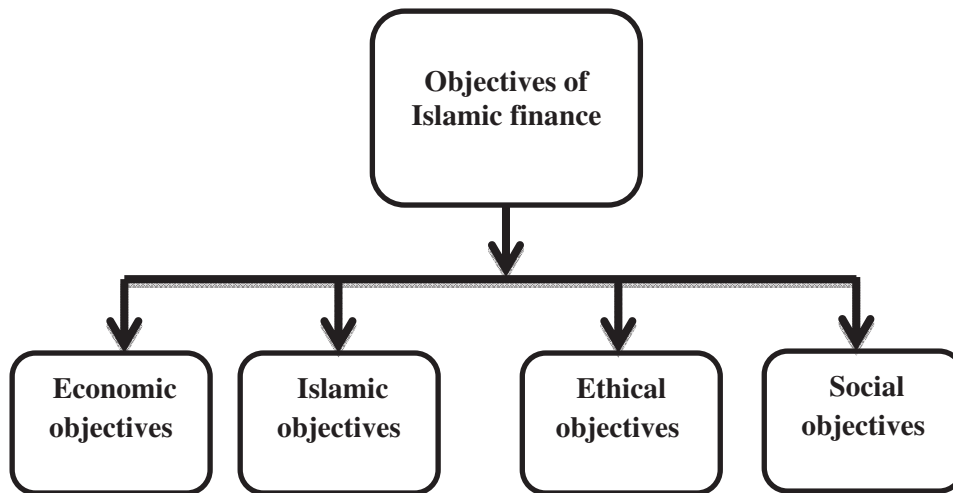 Objectives of
Islamic finance
Economic
objectives
Islamic
objectives
Ethical
objectives
Social
objectives